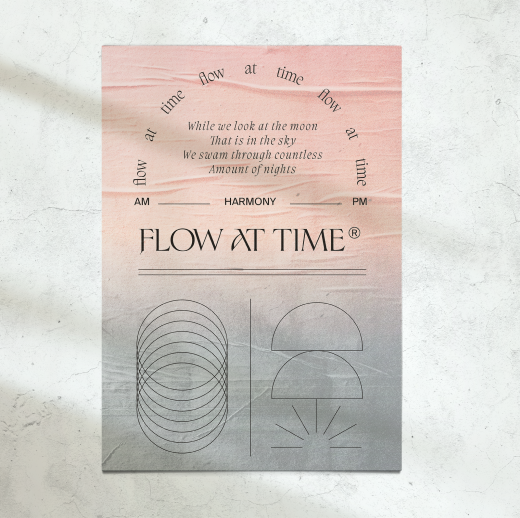 flow at time flow at time flow at time
While we look at the moon
That is in the sky
We swam through countless
Amount of nights
AM HARMONY PM
FLOW AT TIME®